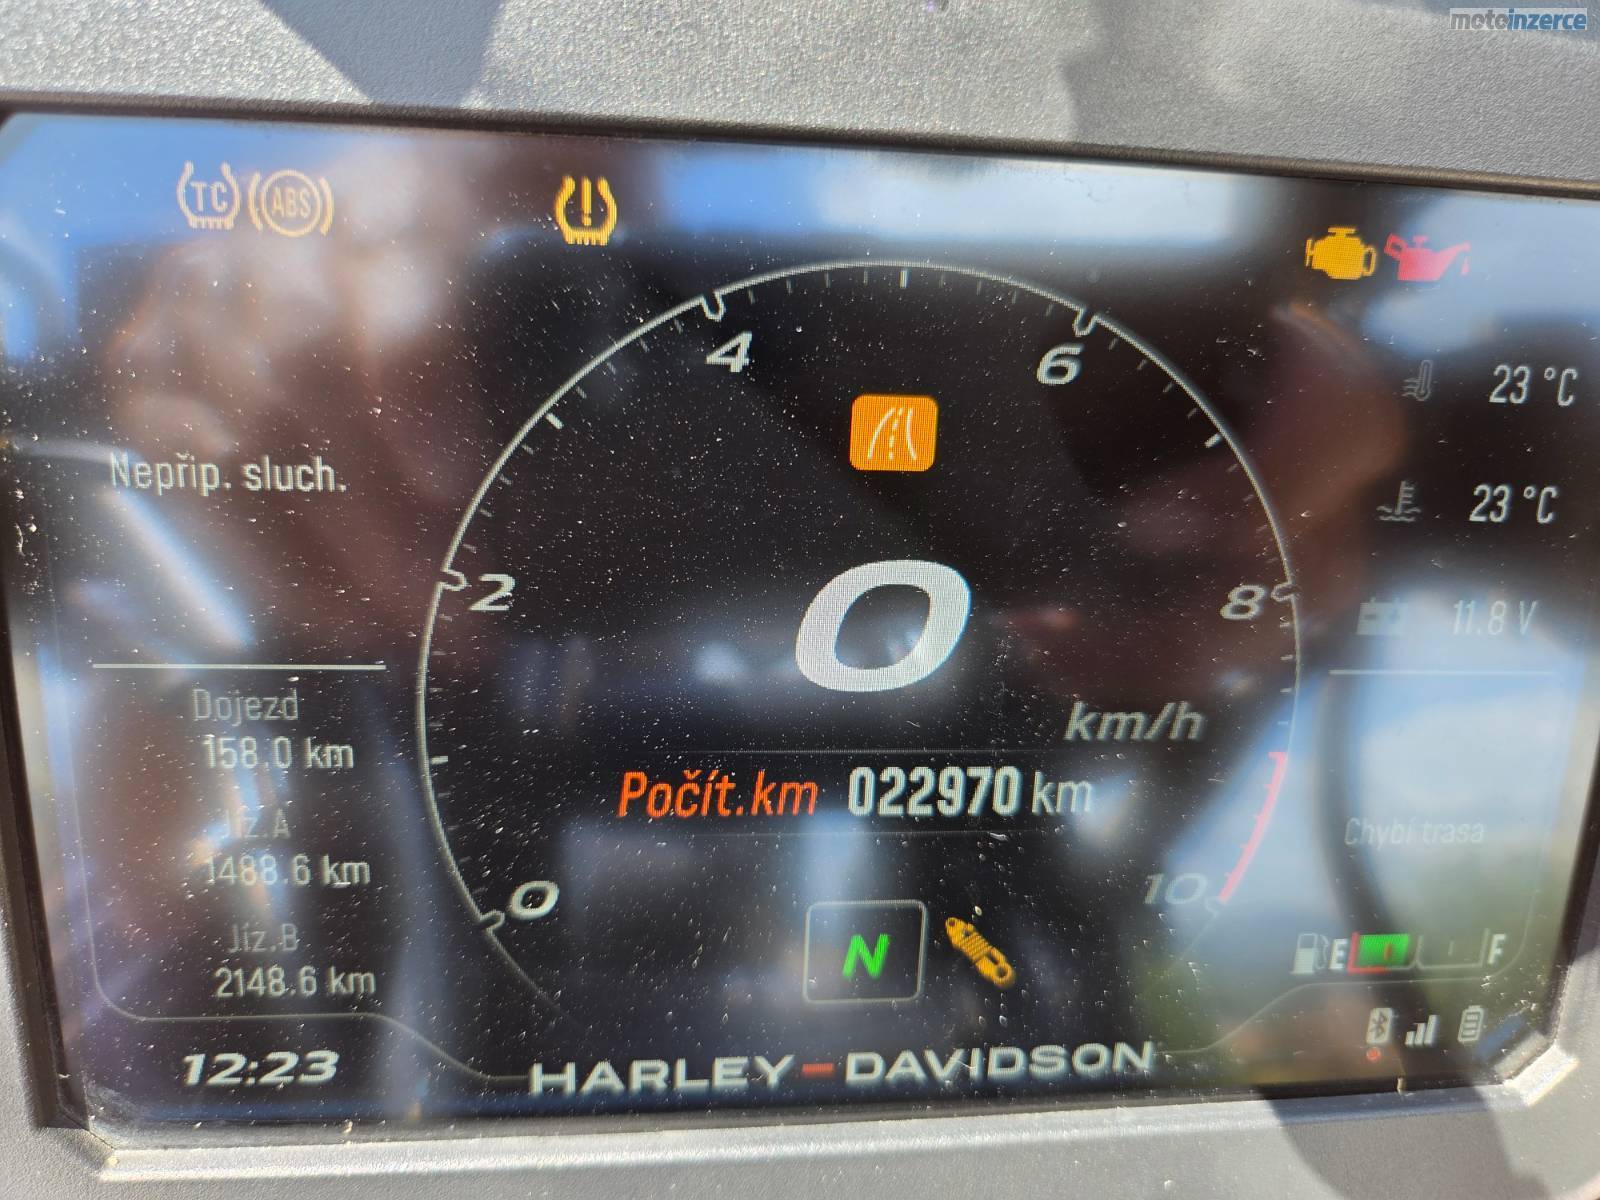 motoinzerce
TC ABS
23 °C
4
6
Nepřip. sluch.
23 °C
2
0
8
11.8 V
Dojezd
158.0 km
km/h
Počít.km 022970 km
Jíz.A
1488.6 km
Chybí trasa
0
10
Jíz.B
2148.6 km
N
E F
12:23
HARLEY-DAVIDSON